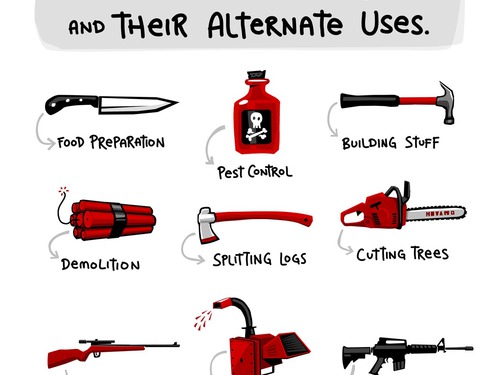 AND THEIR ALTERNATE USES.
FOOD PREPARATION
PEST CONTROL
BUILDING STUFF
DEMOLITION
SPLITTING LOGS
CUTTING TREES